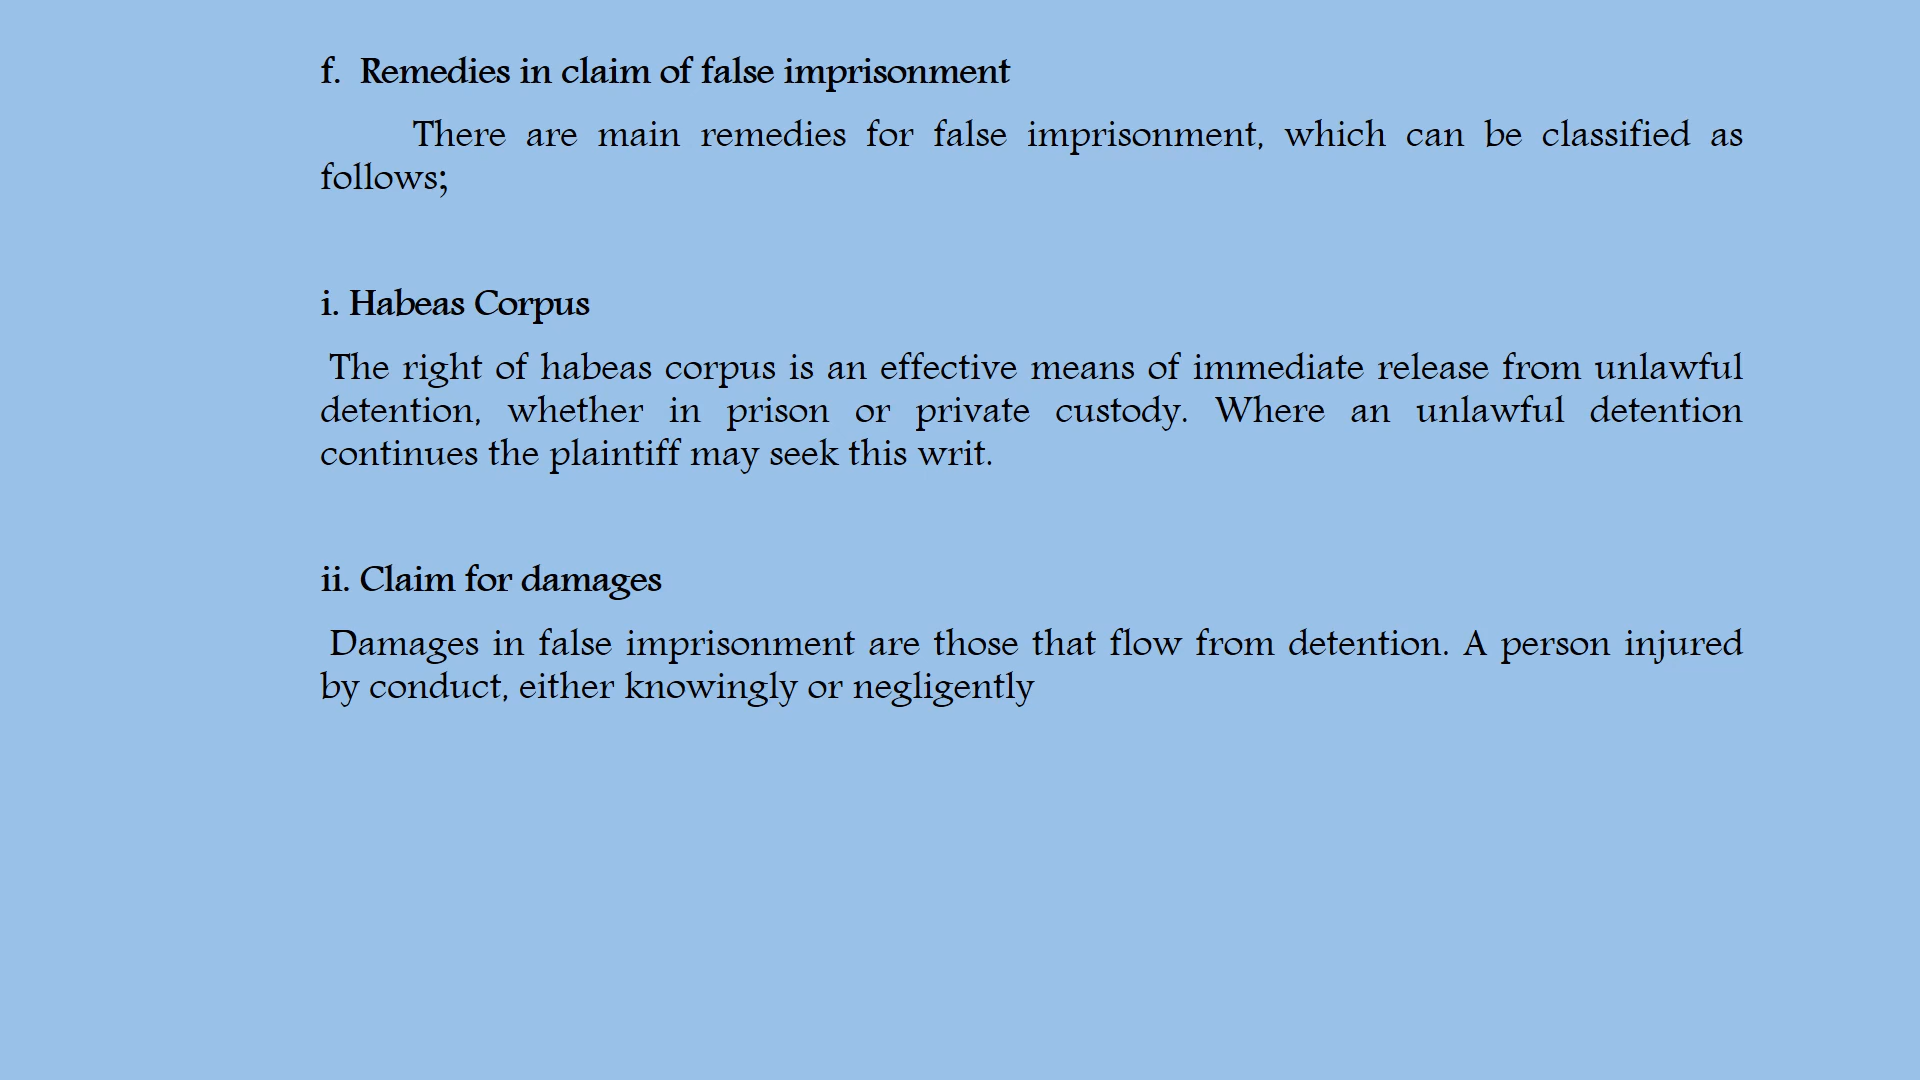 f. Remedies in claim of false imprisonment
There are main remedies for false imprisonment, which can be classified as
follows;
i. Habeas Corpus
The right of habeas corpus is an effective means of immediate release from unlawful
detention, whether in prison or private custody. Where an unlawful detention
continues the plaintiff may seek this writ.
ii. Claim for damages
Damages in false imprisonment are those that flow from detention. A person injured
by conduct, either knowingly or negligently